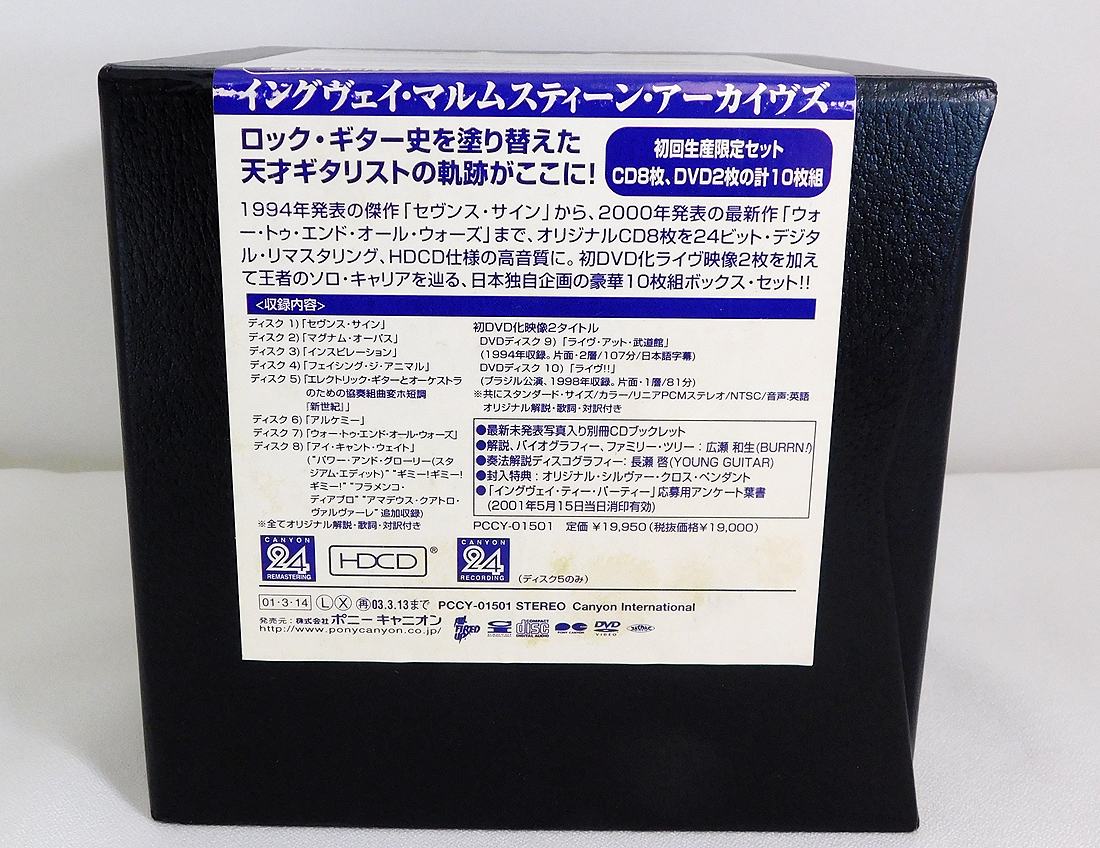 イングヴェイ・マルムスティーン・アーカイヴズ
ロック・ギター史を塗り替えた
天才ギタリストの軌跡がここに!
初回生産限定セット
CD8枚、DVD2枚の計10枚組
1994年発表の傑作「セヴンス・サイン」から、2000年発表の最新作「ウォ
ー・トゥ・エンド・オール・ウォーズ」まで、オリジナルCD8枚を24ビット・デジタ
ル・リマスタリング、HDCD仕様の高音質に。初DVD化ライヴ映像2枚を加え
て王者のソロ・キャリアを辿る、日本独自企画の豪華10枚組ボックス・セット!!
<収録内容>
ディスク 1)「セヴンス・サイン」
ディスク 2)「マグナム・オーパス」
ディスク 3)「インスピレーション」
ディスク 4)「フェイシング・ジ・アニマル」
ディスク 5)「エレクトリック・ギターとオーケストラ
のための協奏組曲変ホ短調
「新世紀」」
ディスク 6)「アルケミー」
ディスク 7)「ウォー・トゥ・エンド・オール・ウォーズ」
ディスク 8)「アイ・キャント・ウェイト」
("パワー・アンド・グローリー(スタ
ジアム・エディット)" "ギミー!ギミー!
ギミー!" "フラメンコ・
ディアブロ" "アマデウス・クアトロ・
ヴァルヴァーレ" 追加収録)
※全てオリジナル解説・歌詞・対訳付き
初DVD化映像2タイトル
DVDディスク 9)「ライヴ・アット・武道館」
(1994年収録。片面・2層/107分/日本語字幕)
DVDディスク 10)「ライヴ!!」
(ブラジル公演、1998年収録。片面・1層/81分)
※共にスタンダード・サイズ/カラー/リニアPCMステレオ/NTSC/音声:英語
オリジナル解説・歌詞・対訳付き
●最新未発表写真入り別冊CDブックレット
●解説、バイオグラフィー、ファミリー・ツリー:広瀬 和生(BURRN!)
●奏法解説ディスコグラフィー:長瀬 啓(YOUNG GUITAR)
●封入特典:オリジナル・シルヴァー・クロス・ペンダント
●「イングヴェイ・ティー・パーティー」応募用アンケート葉書
(2001年5月15日当日消印有効)
PCCY-01501 定価 ¥19,950(税抜価格¥19,000)
CANYON 24 REMASTERING
HDCD®
CANYON 24 RECORDING
(ディスク5のみ)
01・3・14 L X 再03.3.13まで PCCY-01501 STEREO Canyon International
発売元:株式会社ポニーキャニオン
http://www.ponycanyon.co.jp/
COMPACT disc DIGITAL AUDIO
PONY CANYON
DVD VIDEO